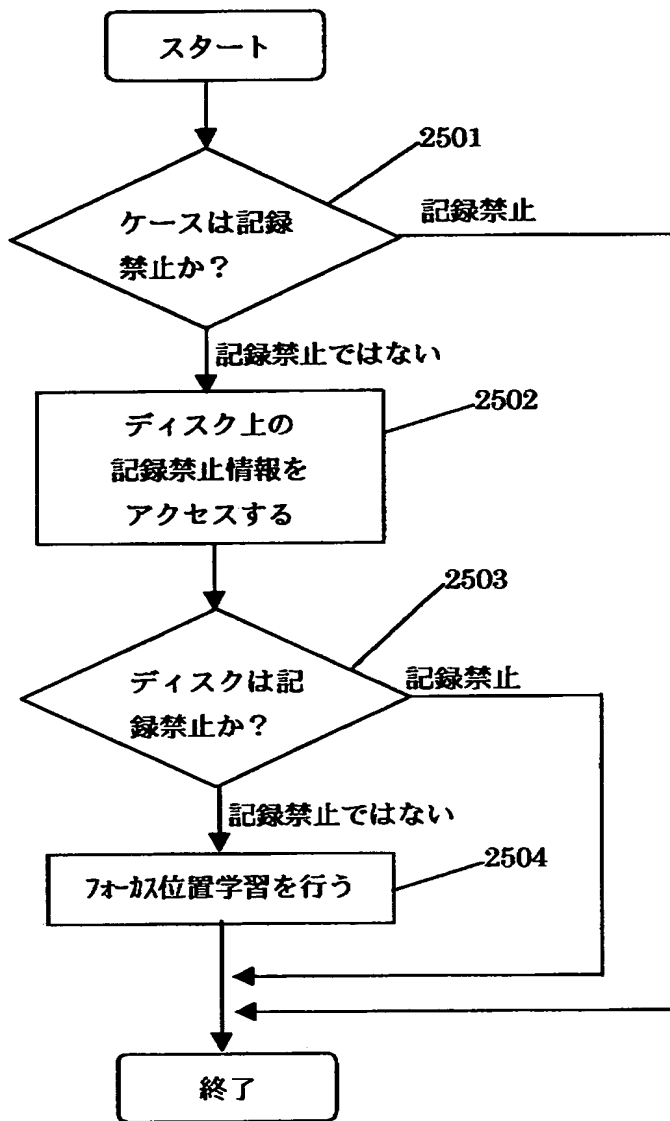 スタート
2501
ケースは記録
禁止か？
記録禁止
記録禁止ではない
2502
ディスク上の
記録禁止情報を
アクセスする
2503
ディスクは記
録禁止か？
記録禁止
記録禁止ではない
2504
フォーカス位置学習を行う
終了